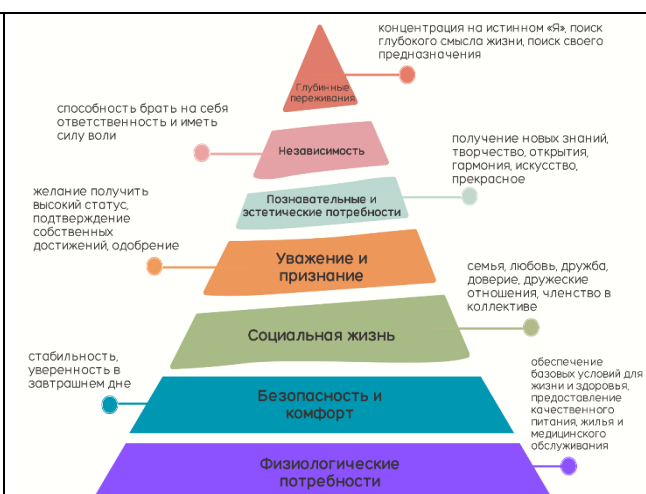 концентрация на истинном «Я», поиск
глубокого смысла жизни, поиск своего
предназначения
Глубинные
переживания
способность брать на себя
ответственность и иметь
силу воли
Независимость
получение новых знаний,
творчество, открытия,
гармония, искусство,
прекрасное
Познавательные и
эстетические потребности
желание получить
высокий статус,
подтверждение
собственных
достижений, одобрение
Уважение и
признание
семья, любовь, дружба,
доверие, дружеские
отношения, членство в
коллективе
Социальная жизнь
стабильность,
уверенность в
завтрашнем дне
Безопасность и
комфорт
обеспечение
базовых условий для
жизни и здоровья,
предоставление
качественного
питания, жилья и
медицинского
обслуживания
Физиологические
потребности